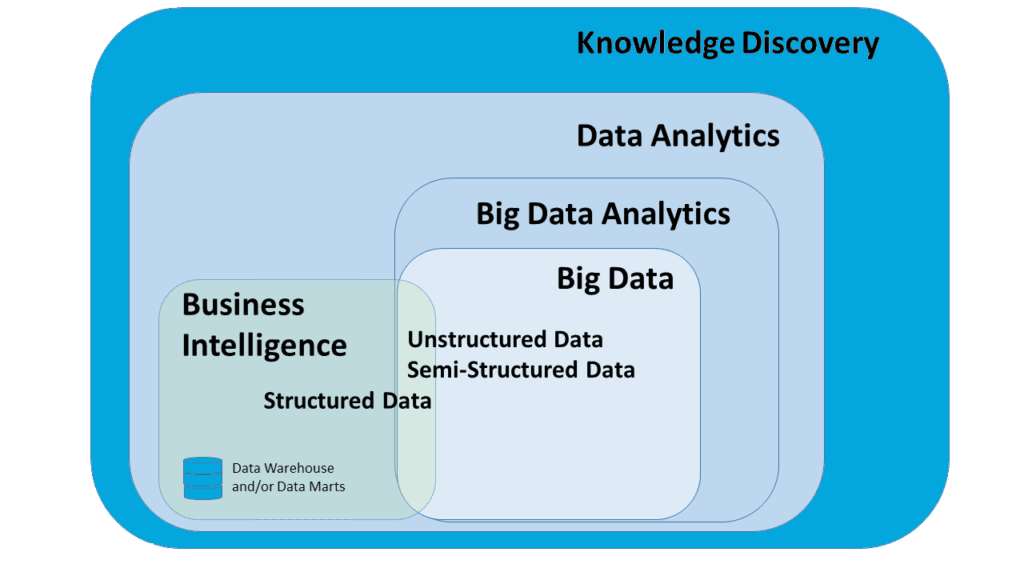 Knowledge Discovery
Data Analytics
Big Data Analytics
Big Data
Business
Intelligence
Unstructured Data
Semi-Structured Data
Structured Data
Data Warehouse
and/or Data Marts